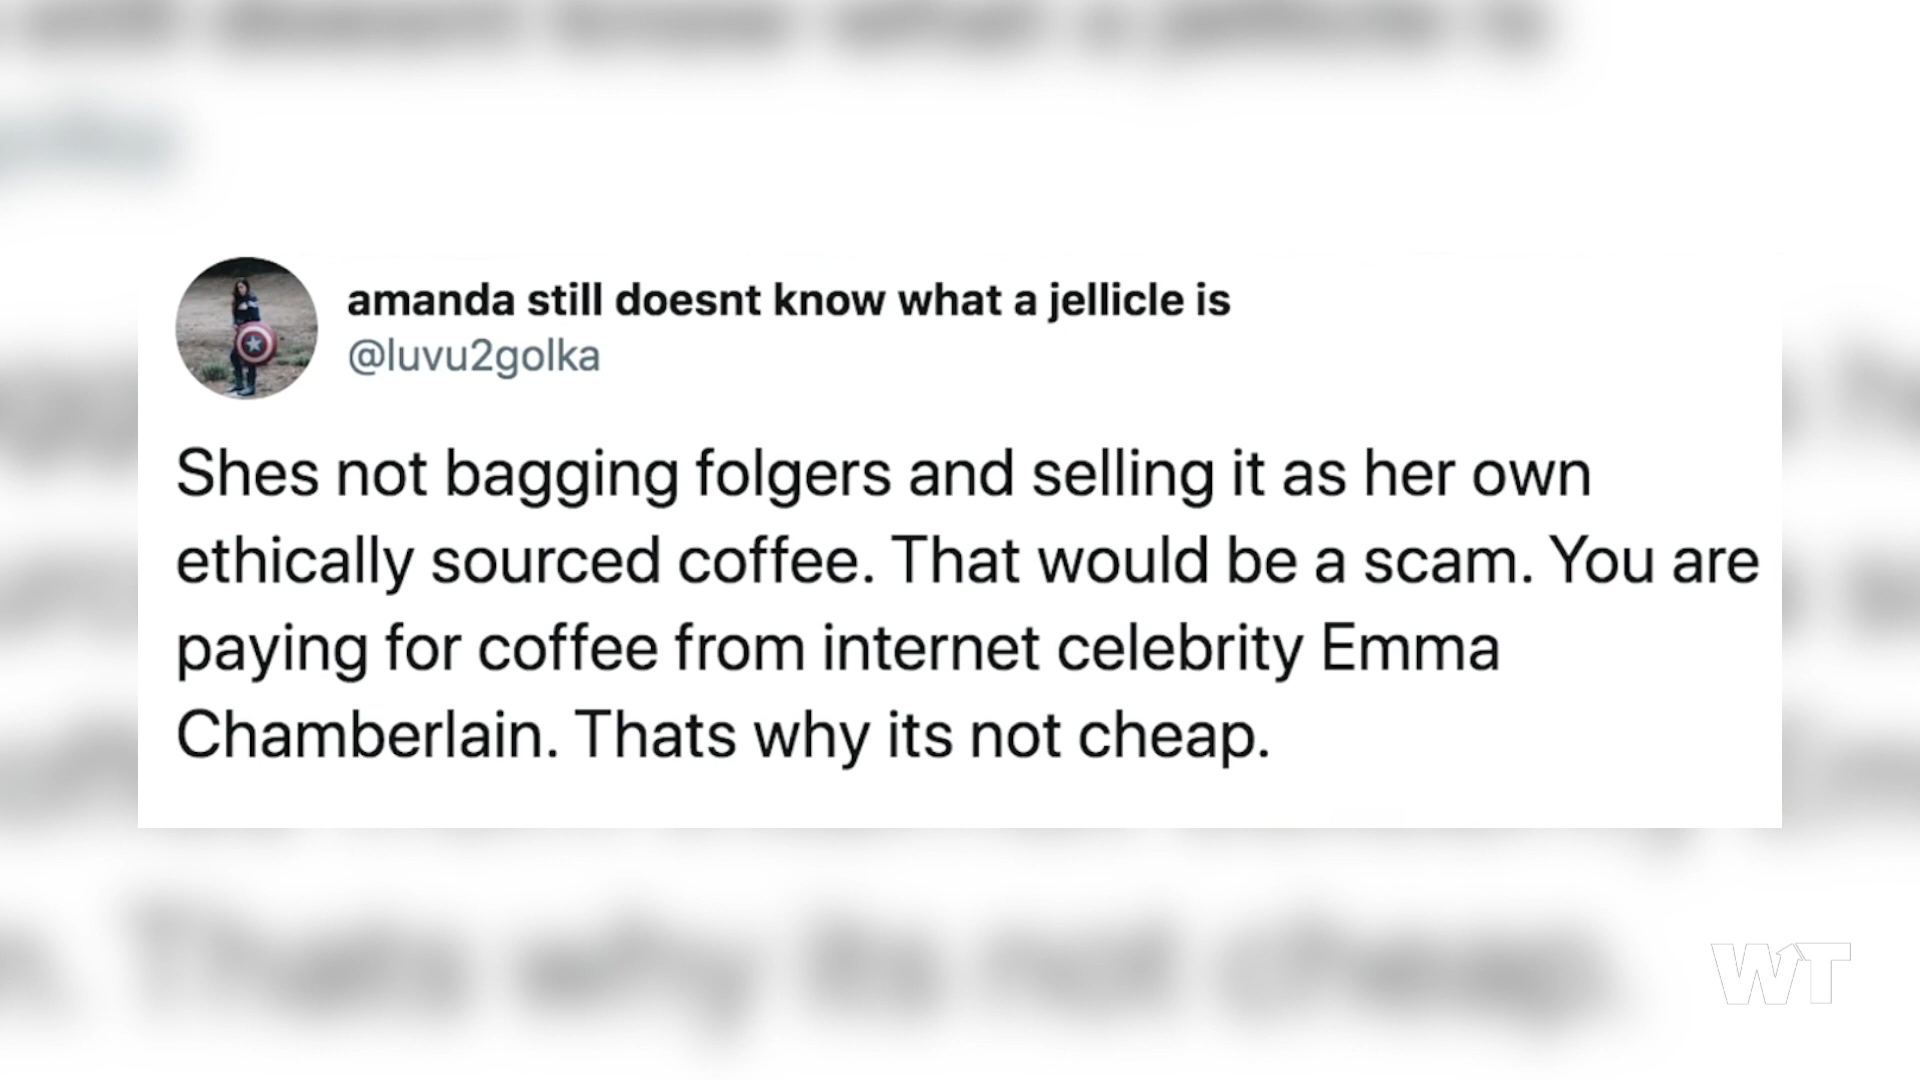 amanda still doesnt know what a jellicle is
@luvu2golka
Shes not bagging folgers and selling it as her own
ethically sourced coffee. That would be a scam. You are
paying for coffee from internet celebrity Emma
Chamberlain. Thats why its not cheap.
WT